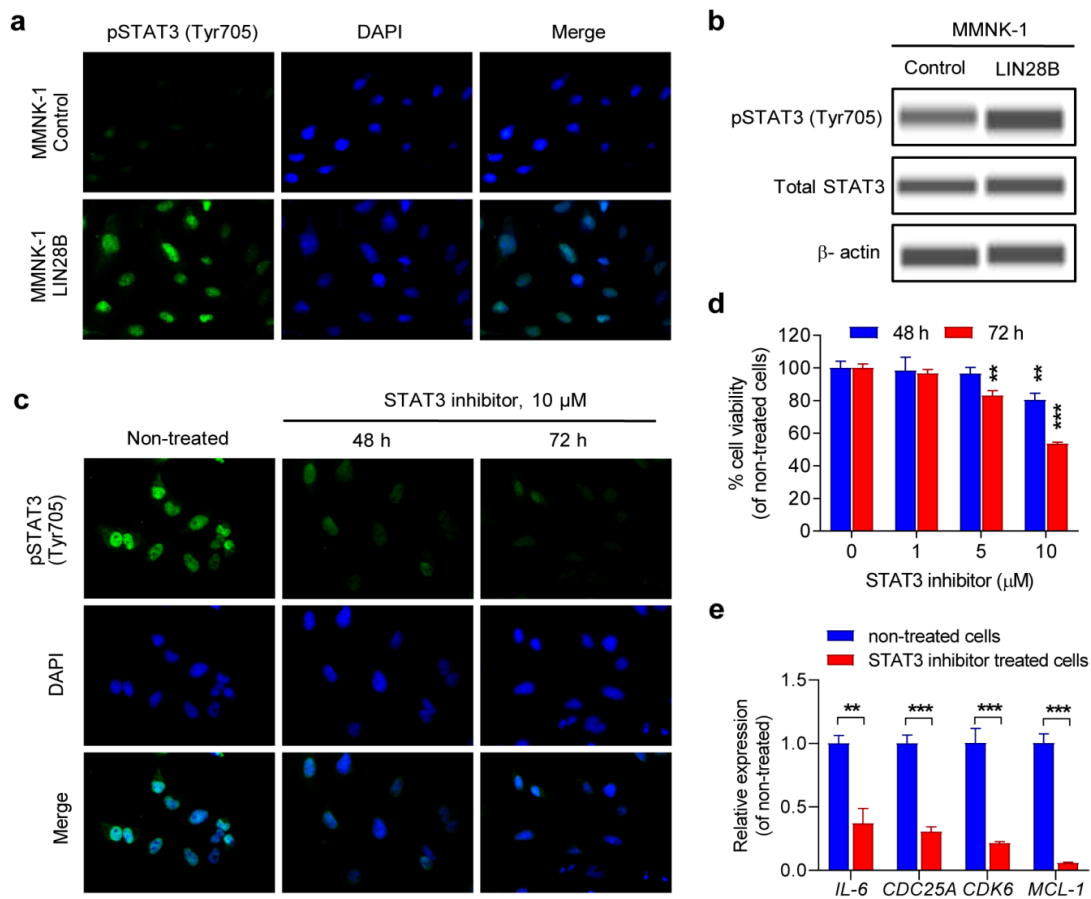 a
pSTAT3 (Tyr705) DAPI Merge
MMNK-1
Control
MMNK-1
LIN28B
b
MMNK-1
Control LIN28B
pSTAT3 (Tyr705)
Total STAT3
β- actin
c
STAT3 inhibitor, 10 µM
Non-treated 48 h 72 h
pSTAT3
(Tyr705)
DAPI
Merge
d
48 h 72 h
% cell viability
(of non-treated cells)
120
100
80
60
40
20
0
** ** ***
0 1 5 10
STAT3 inhibitor (µM)
e
non-treated cells
STAT3 inhibitor treated cells
Relative expression
(of non-treated)
1.5
1.0
0.5
0.0
** *** *** ***
IL-6 CDC25A CDK6 MCL-1